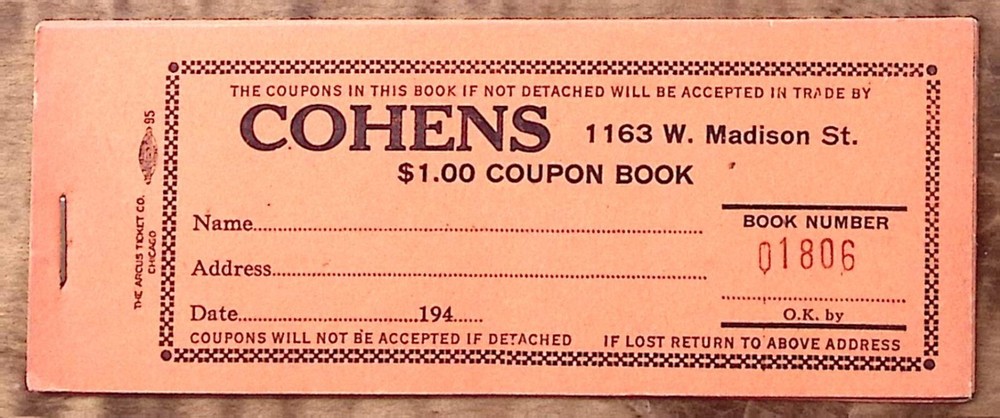 THE COUPONS IN THIS BOOK IF NOT DETACHED WILL BE ACCEPTED IN TRADE BY
COHENS 1163 W. Madison St.
$1.00 COUPON BOOK
Name
Address
Date 194
BOOK NUMBER
01806
O.K. by
COUPONS WILL NOT BE ACCEPTED IF DETACHED IF LOST RETURN TO ABOVE ADDRESS
THE ARCUS TICKET CO. 95
CHICAGO